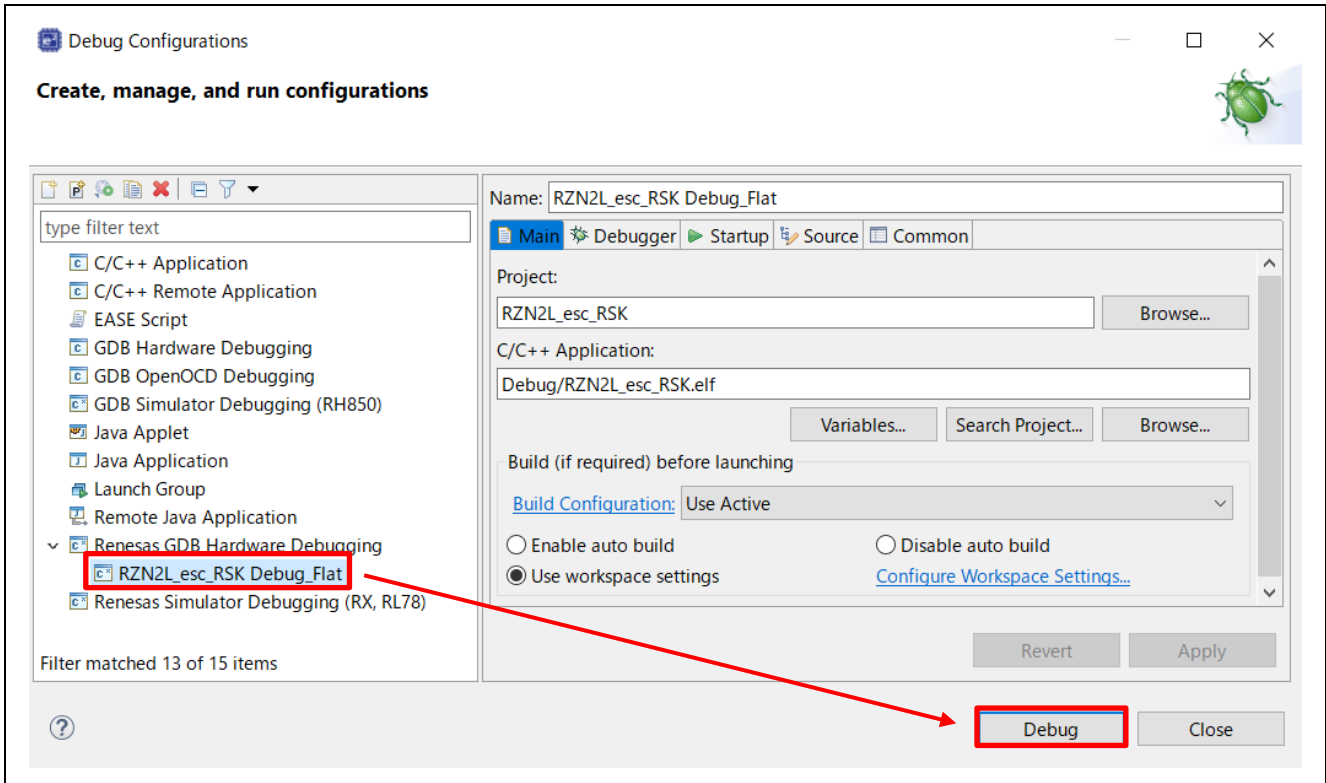 Debug Configurations
Create, manage, and run configurations
type filter text
C/C++ Application
C/C++ Remote Application
EASE Script
GDB Hardware Debugging
GDB OpenOCD Debugging
GDB Simulator Debugging (RH850)
Java Applet
Java Application
Launch Group
Remote Java Application
Renesas GDB Hardware Debugging
RZN2L_esc_RSK Debug_Flat
Renesas Simulator Debugging (RX, RL78)
Filter matched 13 of 15 items
Name: RZN2L_esc_RSK Debug_Flat
Main Debugger Startup Source Common
Project:
RZN2L_esc_RSK Browse...
C/C++ Application:
Debug/RZN2L_esc_RSK.elf
Variables... Search Project... Browse...
Build (if required) before launching
Build Configuration: Use Active
Enable auto build Disable auto build
Use workspace settings Configure Workspace Settings...
Revert Apply
? Debug Close